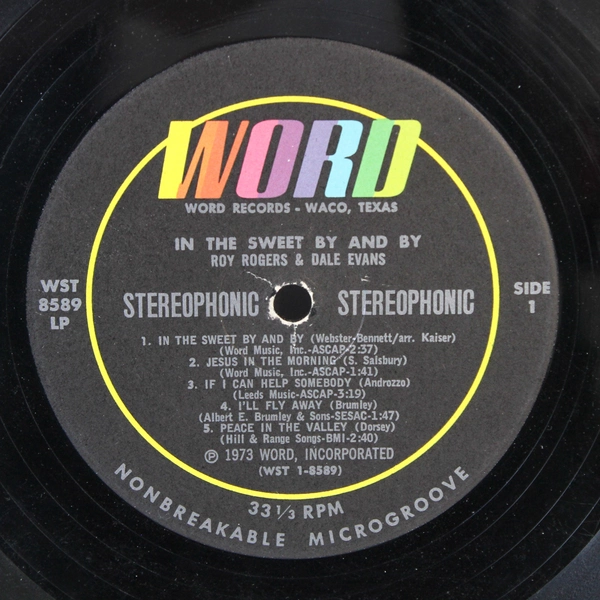 WORD
WORD RECORDS - WACO, TEXAS
IN THE SWEET BY AND BY
ROY ROGERS & DALE EVANS
WST
8589
LP
STEREOPHONIC STEREOPHONIC
SIDE
1
1. IN THE SWEET BY AND BY (Webster-Bennett/arr. Kaiser)
(Word Music, Inc.-ASCAP-2:37)
2. JESUS IN THE MORNING (S. Salsbury)
(Word Music, Inc.-ASCAP-1:41)
3. IF I CAN HELP SOMEBODY (Androzzo)
(Leeds Music-ASCAP-3:19)
4. I'LL FLY AWAY (Brumley)
(Albert E. Brumley & Sons-SESAC-1:47)
5. PEACE IN THE VALLEY (Dorsey)
(Hill & Range Songs-BMI-2:40)
℗ 1973 WORD, INCORPORATED
(WST 1-8589)
33 1/3 RPM
NONBREAKABLE MICROGROOVE